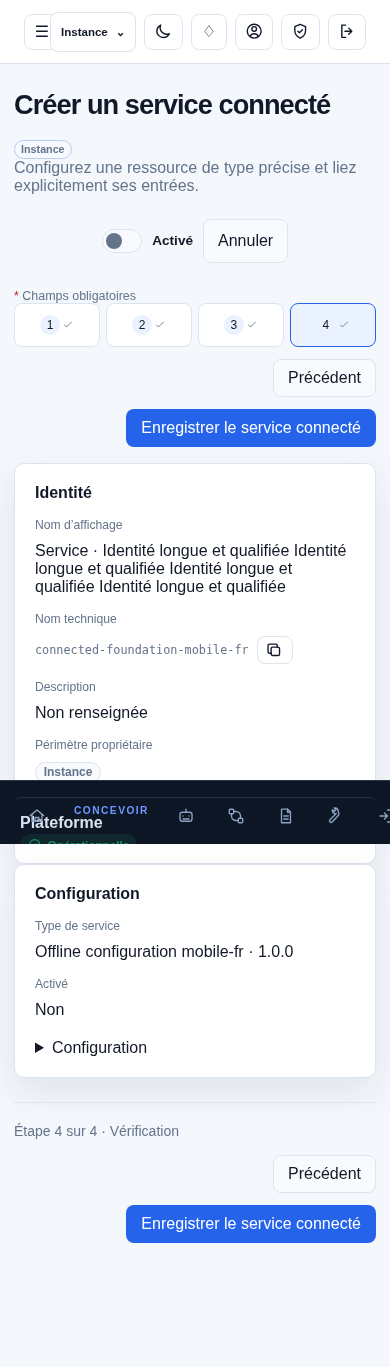 Instance
Créer un service connecté
Instance
Configurez une ressource de type précise et liez
explicitement ses entrées.
Activé
Annuler
* Champs obligatoires
1
2
3
4
Précédent
Enregistrer le service connecté
Identité
Nom d’affichage
Service · Identité longue et qualifiée Identité
longue et qualifiée Identité longue et
qualifiée Identité longue et qualifiée
Nom technique
connected-foundation-mobile-fr
Description
Non renseignée
Périmètre propriétaire
Instance
CONCEVOIR
Plateforme
Opérationnelle
Configuration
Type de service
Offline configuration mobile-fr · 1.0.0
Activé
Non
Configuration
Étape 4 sur 4 · Vérification
Précédent
Enregistrer le service connecté